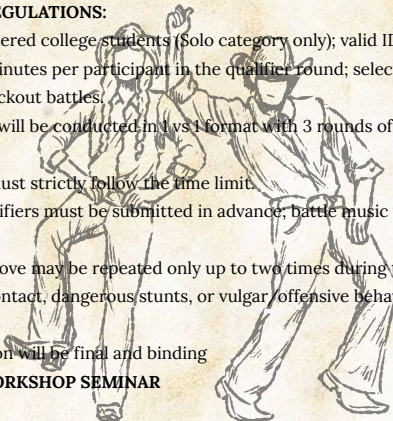 EGULATIONS:
ered college students (Solo category only); valid ID
inutes per participant in the qualifier round; selec
ckout battles.
will be conducted in 1 vs 1 format with 3 rounds of
ust strictly follow the time limit.
ifiers must be submitted in advance; battle music
ove may be repeated only up to two times during
ontact, dangerous stunts, or vulgar/offensive beha
on will be final and binding
ORKSHOP SEMINAR